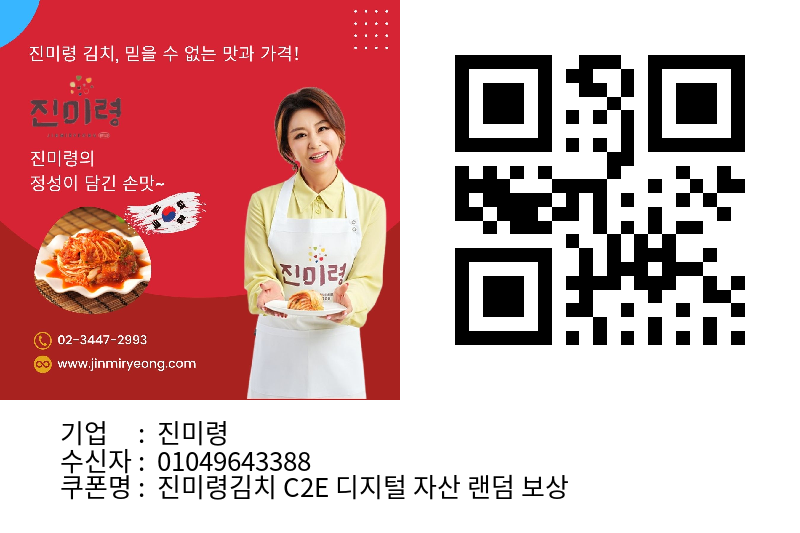 진미령 김치, 믿을 수 없는 맛과 가격!
진미령
진미령의
정성이 담긴 손맛~
진미령
02-3447-2993
www.jinmiryeong.com
기업 : 진미령
수신자 : 01049643388
쿠폰명 : 진미령김치 C2E 디지털 자산 랜덤 보상